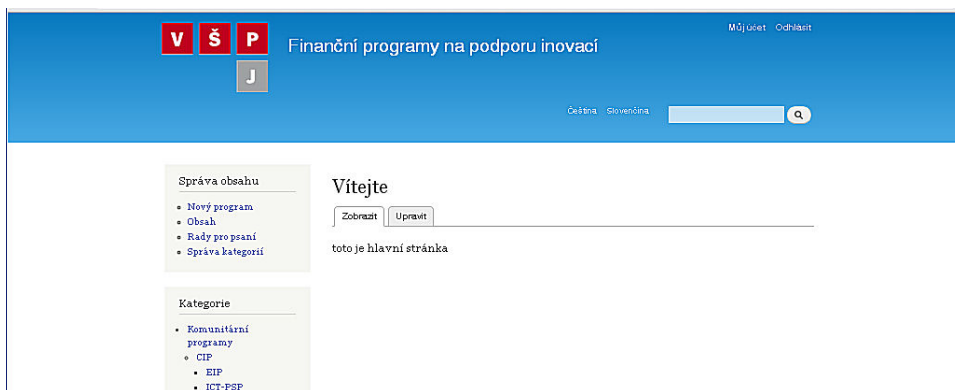 V Š P
J
Finanční programy na podporu inovací
Můj účet Odhlásit
Čeština Slovenčina
Správa obsahu
Nový program
Obsah
Rady pro psaní
Správa kategorií
Vítejte
Zobrazit Upravit
toto je hlavní stránka
Kategorie
Komunitární
programy
CIP
EIP
ICT-PSP